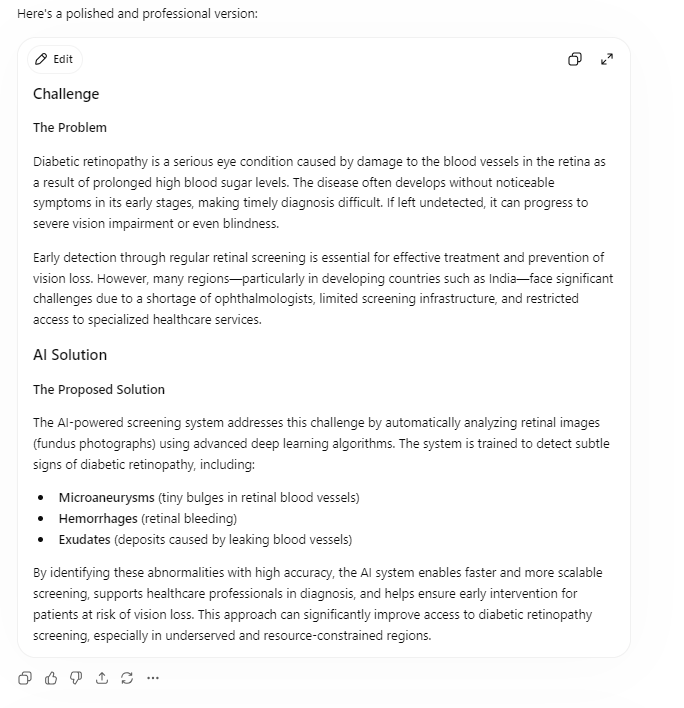 Here's a polished and professional version:
Edit
Challenge
The Problem
Diabetic retinopathy is a serious eye condition caused by damage to the blood vessels in the retina as
a result of prolonged high blood sugar levels. The disease often develops without noticeable
symptoms in its early stages, making timely diagnosis difficult. If left undetected, it can progress to
severe vision impairment or even blindness.
Early detection through regular retinal screening is essential for effective treatment and prevention of
vision loss. However, many regions—particularly in developing countries such as India—face significant
challenges due to a shortage of ophthalmologists, limited screening infrastructure, and restricted
access to specialized healthcare services.
AI Solution
The Proposed Solution
The AI-powered screening system addresses this challenge by automatically analyzing retinal images
(fundus photographs) using advanced deep learning algorithms. The system is trained to detect subtle
signs of diabetic retinopathy, including:
• Microaneurysms (tiny bulges in retinal blood vessels)
• Hemorrhages (retinal bleeding)
• Exudates (deposits caused by leaking blood vessels)
By identifying these abnormalities with high accuracy, the AI system enables faster and more scalable
screening, supports healthcare professionals in diagnosis, and helps ensure early intervention for
patients at risk of vision loss. This approach can significantly improve access to diabetic retinopathy
screening, especially in underserved and resource-constrained regions.